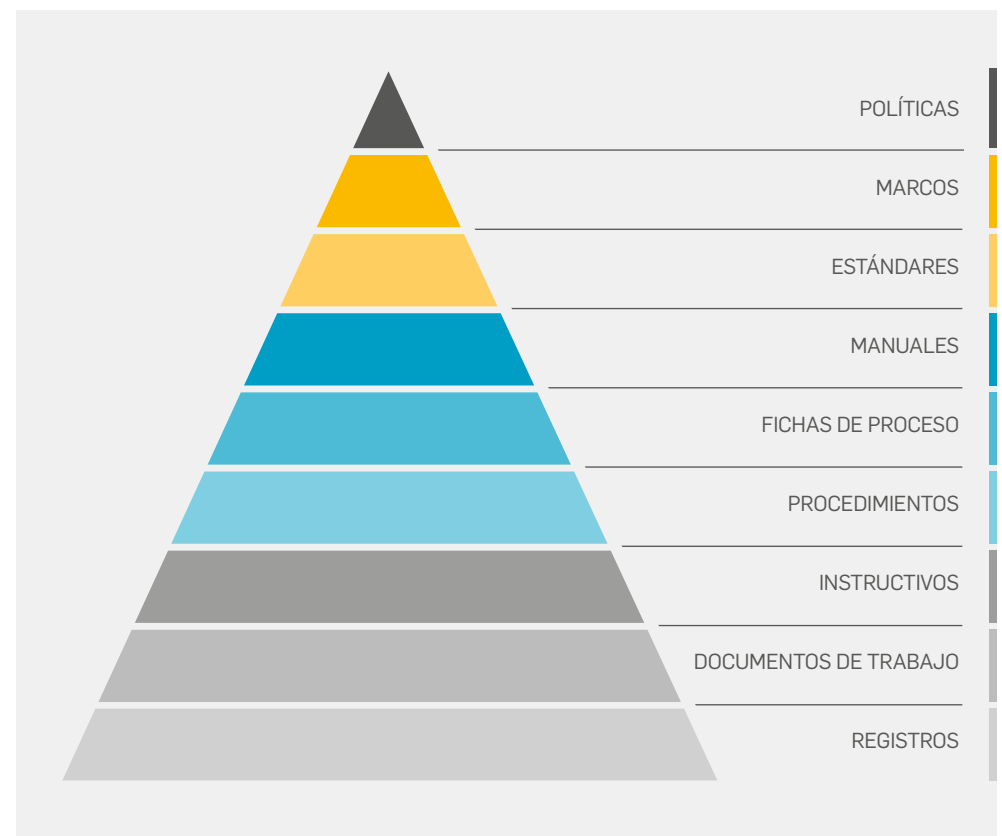 POLÍTICAS
MARCOS
ESTÁNDARES
MANUALES
FICHAS DE PROCESO
PROCEDIMIENTOS
INSTRUCTIVOS
DOCUMENTOS DE TRABAJO
REGISTROS